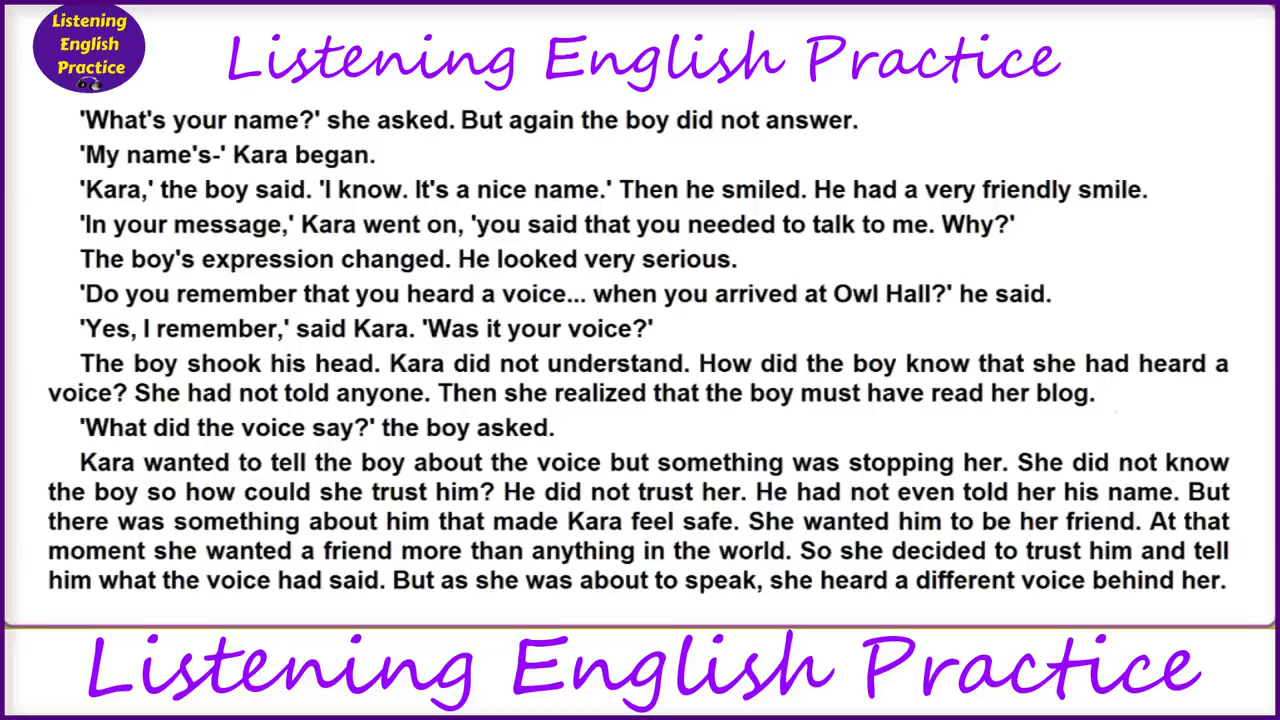 Listening
English
Practice
Listening English Practice
'What's your name?' she asked. But again the boy did not answer.
'My name's-' Kara began.
'Kara,' the boy said. 'I know. It's a nice name.' Then he smiled. He had a very friendly smile.
'In your message,' Kara went on, 'you said that you needed to talk to me. Why?'
The boy's expression changed. He looked very serious.
'Do you remember that you heard a voice... when you arrived at Owl Hall?' he said.
'Yes, I remember,' said Kara. 'Was it your voice?'
The boy shook his head. Kara did not understand. How did the boy know that she had heard a
voice? She had not told anyone. Then she realized that the boy must have read her blog.
'What did the voice say?' the boy asked.
Kara wanted to tell the boy about the voice but something was stopping her. She did not know
the boy so how could she trust him? He did not trust her. He had not even told her his name. But
there was something about him that made Kara feel safe. She wanted him to be her friend. At that
moment she wanted a friend more than anything in the world. So she decided to trust him and tell
him what the voice had said. But as she was about to speak, she heard a different voice behind her.
Listening English Practice